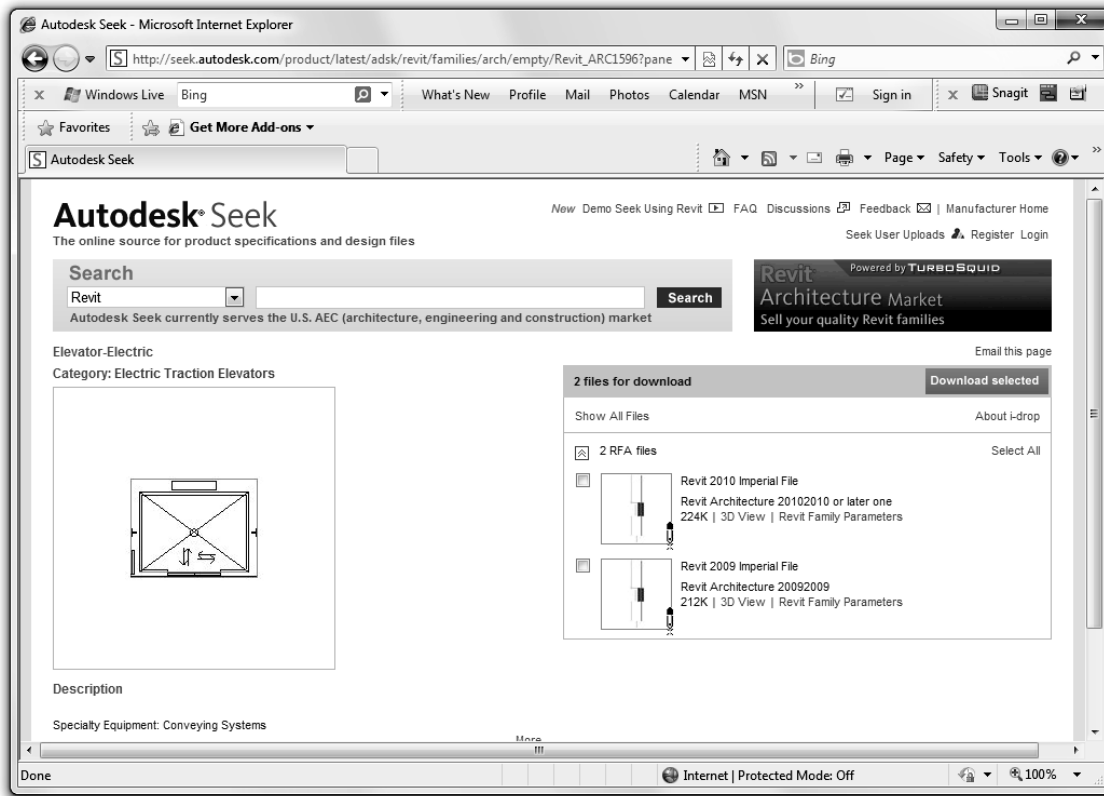 Autodesk Seek - Microsoft Internet Explorer
http://seek.autodesk.com/product/latest/adsk/revit/families/arch/empty/Revit_ARC1596?pane
Bing
Windows Live
Bing
What's New Profile Mail Photos Calendar MSN
Sign in
Snagit
Favorites
Get More Add-ons
Autodesk Seek
Page Safety Tools
Autodesk® Seek
The online source for product specifications and design files
New Demo Seek Using Revit FAQ Discussions Feedback | Manufacturer Home
Seek User Uploads Register Login
Search
Revit
Search
Autodesk Seek currently serves the U.S. AEC (architecture, engineering and construction) market
Revit
Powered by TURBOSQUID
Architecture Market
Sell your quality Revit families
Elevator-Electric
Email this page
Category: Electric Traction Elevators
2 files for download
Download selected
Show All Files
About i-drop
2 RFA files
Select All
Revit 2010 Imperial File
Revit Architecture 20102010 or later one
224K | 3D View | Revit Family Parameters
Revit 2009 Imperial File
Revit Architecture 20092009
212K | 3D View | Revit Family Parameters
Description
Specialty Equipment: Conveying Systems
More
Done
Internet | Protected Mode: Off
100%